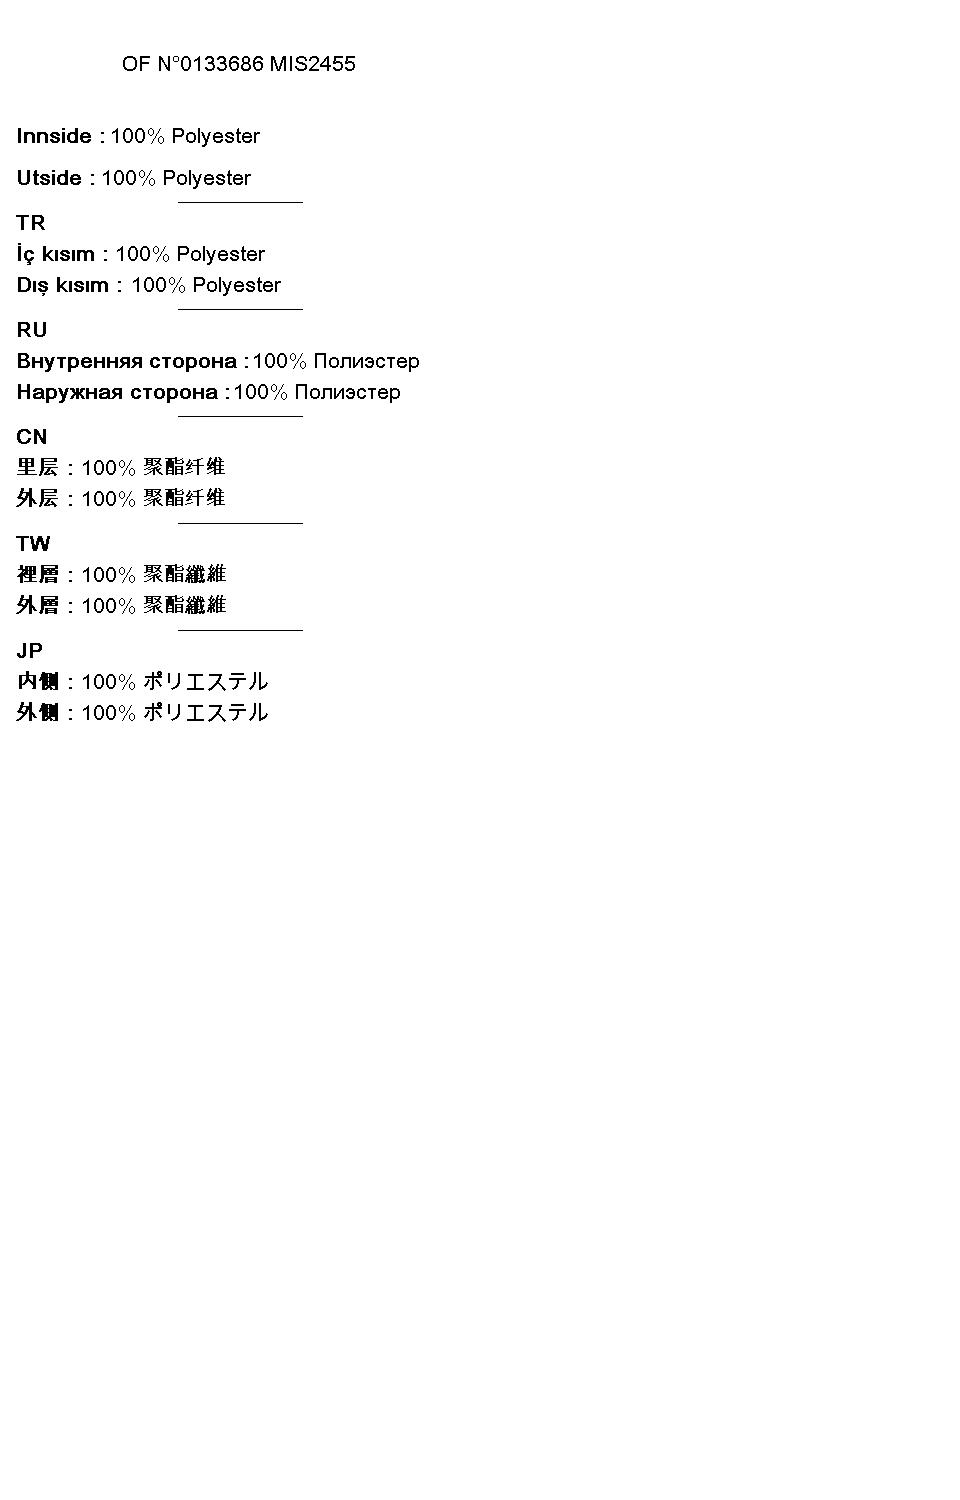 OF N°0133686 MIS2455
Innside : 100% Polyester
Utside : 100% Polyester
TR
İç kısım : 100% Polyester
Dış kısım : 100% Polyester
RU
Внутренняя сторона : 100% Полиэстер
Наружная сторона : 100% Полиэстер
CN
里层 : 100% 聚酯纤维
外层 : 100% 聚酯纤维
TW
裡層 : 100% 聚酯纖維
外層 : 100% 聚酯纖維
JP
内側 : 100% ポリエステル
外側 : 100% ポリエステル